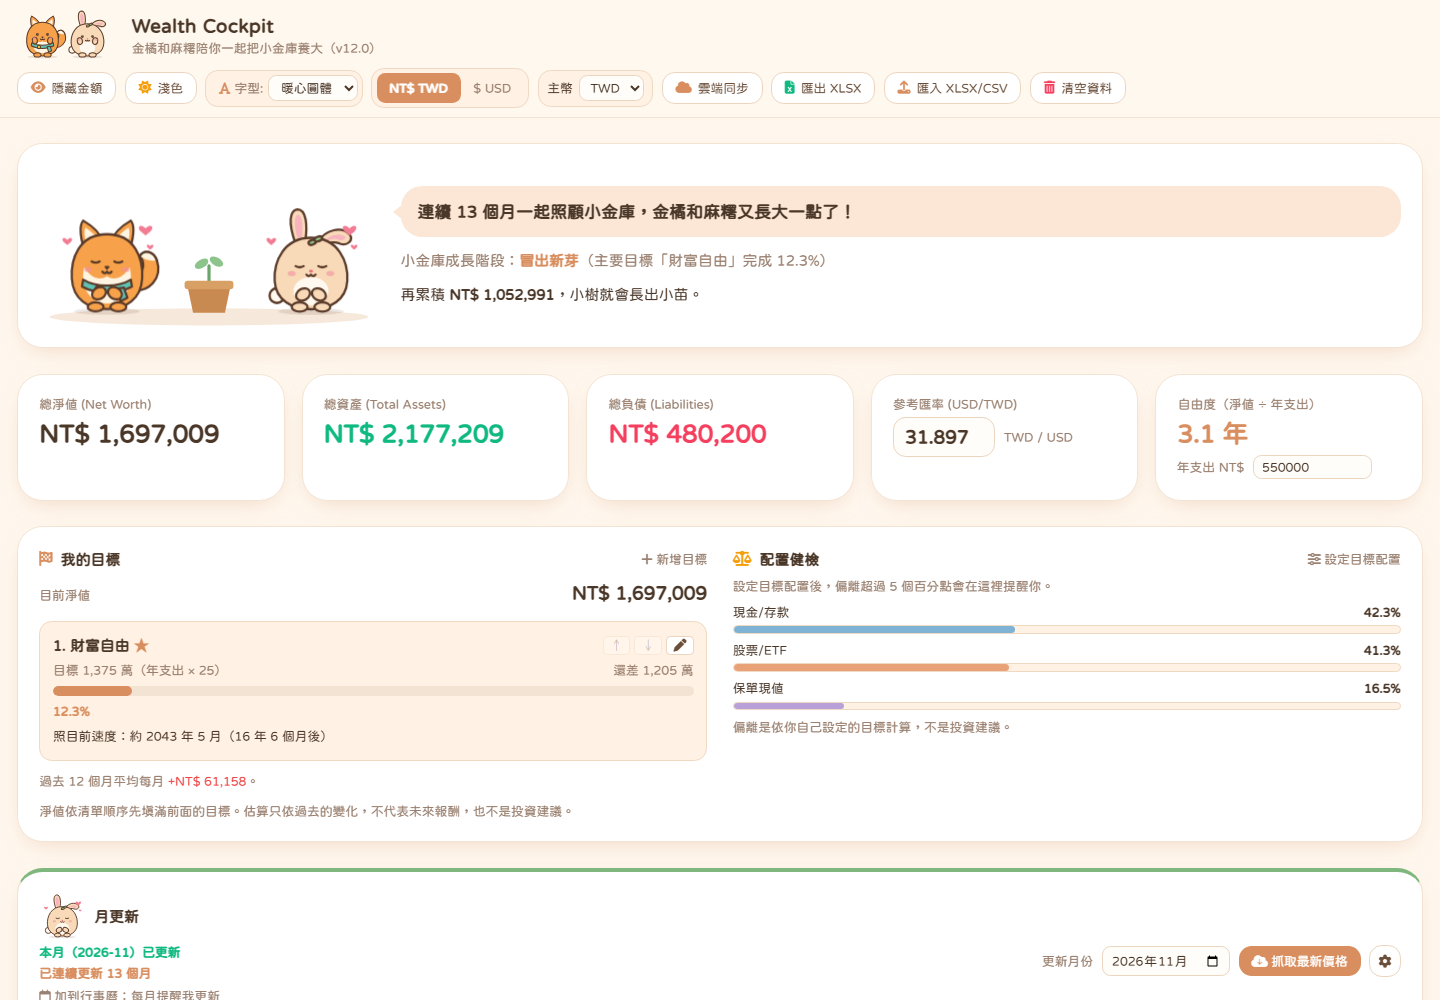 Wealth Cockpit
金橘和麻糬陪你一起把小金庫養大（v12.0）
隱藏金額
淺色
字型: 暖心圓體
NT$ TWD
$ USD
主幣 TWD
雲端同步
匯出 XLSX
匯入 XLSX/CSV
清空資料
連續 13 個月一起照顧小金庫，金橘和麻糬又長大一點了！
小金庫成長階段：冒出新芽（主要目標「財富自由」完成 12.3%）
再累積 NT$ 1,052,991，小樹就會長出小苗。
總淨值 (Net Worth)
NT$ 1,697,009
總資產 (Total Assets)
NT$ 2,177,209
總負債 (Liabilities)
NT$ 480,200
參考匯率 (USD/TWD)
31.897 TWD / USD
自由度（淨值 ÷ 年支出）
3.1 年
年支出 NT$ 550000
我的目標
新增目標
目前淨值
NT$ 1,697,009
1. 財富自由
↑ ↓
目標 1,375 萬（年支出 × 25）
還差 1,205 萬
12.3%
照目前速度：約 2043 年 5 月（16 年 6 個月後）
過去 12 個月平均每月 +NT$ 61,158。
淨值依清單順序先填滿前面的目標。估算只依過去的變化，不代表未來報酬，也不是投資建議。
配置健檢
設定目標配置
設定目標配置後，偏離超過 5 個百分點會在這裡提醒你。
現金/存款 42.3%
股票/ETF 41.3%
保單現值 16.5%
偏離是依你自己設定的目標計算，不是投資建議。
月更新
本月（2026-11）已更新
已連續更新 13 個月
加到行事曆：每月提醒我更新
更新月份 2026年11月
抓取最新價格